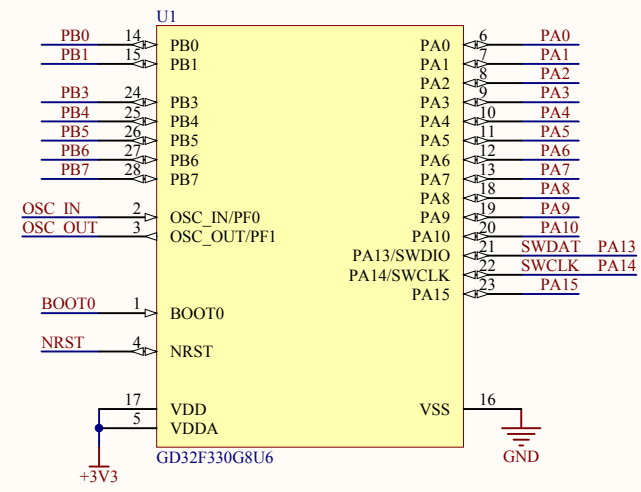 U1
PB0 14 PB0 PA0 6 PA0
PB1 15 PB1 PA1 7 PA1
PA2 8 PA2
PB3 24 PB3 PA3 9 PA3
PB4 25 PB4 PA4 10 PA4
PB5 26 PB5 PA5 11 PA5
PB6 27 PB6 PA6 12 PA6
PB7 28 PB7 PA7 13 PA7
PA8 18 PA8
OSC_IN 2 OSC_IN/PF0 PA9 19 PA9
OSC_OUT 3 OSC_OUT/PF1 PA10 20 PA10
PA13/SWDIO 21 SWDAT PA13
PA14/SWCLK 22 SWCLK PA14
PA15 23 PA15
BOOT0 1 BOOT0
NRST 4 NRST
17 VDD VSS 16
5 VDDA
GD32F330G8U6
GND
+3V3